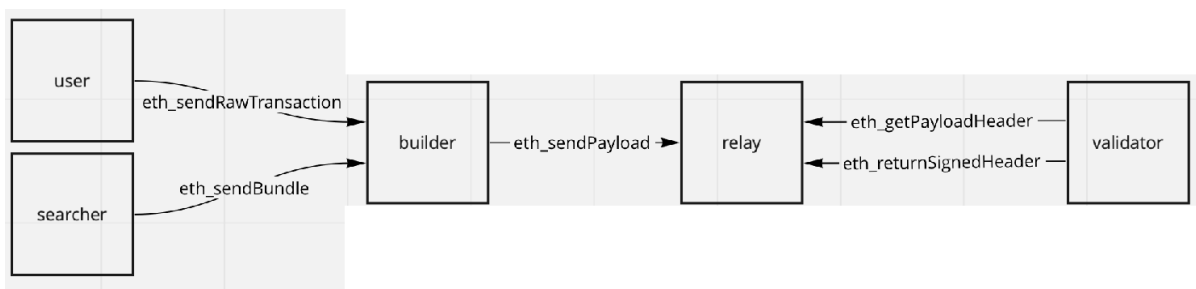 user
eth_sendRawTransaction
searcher
eth_sendBundle
builder
eth_sendPayload
relay
eth_getPayloadHeader
eth_returnSignedHeader
validator